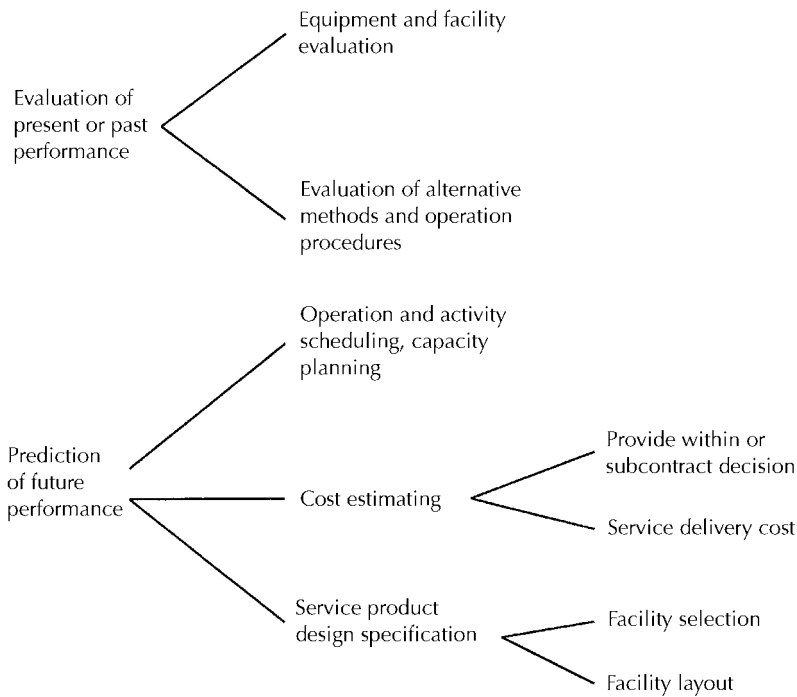 Equipment and facility
evaluation
Evaluation of
present or past
performance
Evaluation of alternative
methods and operation
procedures
Operation and activity
scheduling, capacity
planning
Prediction
of future
performance
Cost estimating
Provide within or
subcontract decision
Service delivery cost
Service product
design specification
Facility selection
Facility layout